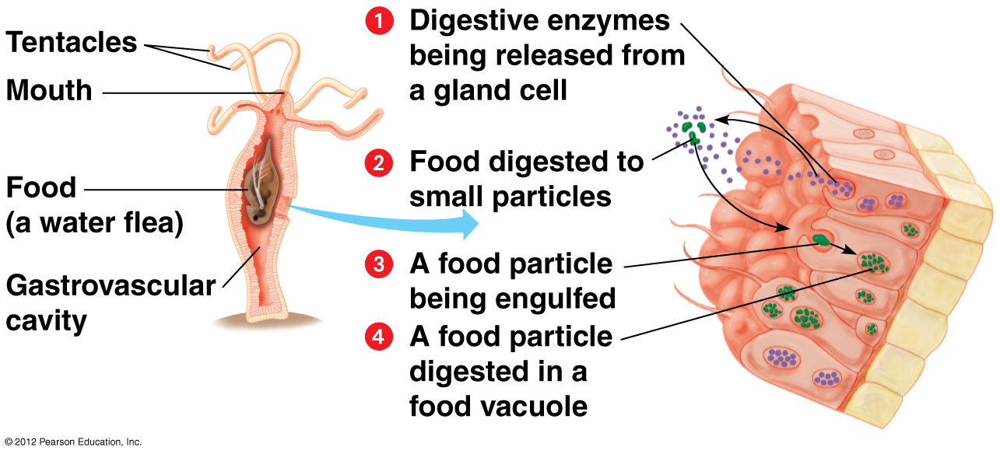 Tentacles
Mouth
Food
(a water flea)
Gastrovascular
cavity
1 Digestive enzymes
being released from
a gland cell
2 Food digested to
small particles
3 A food particle
being engulfed
4 A food particle
digested in a
food vacuole
© 2012 Pearson Education, Inc.